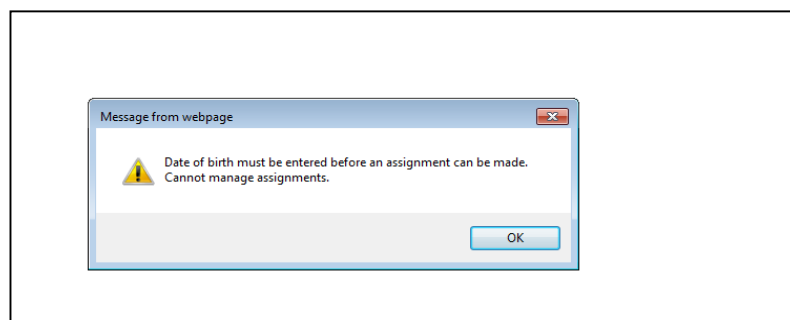 Message from webpage
Date of birth must be entered before an assignment can be made.
Cannot manage assignments.
OK